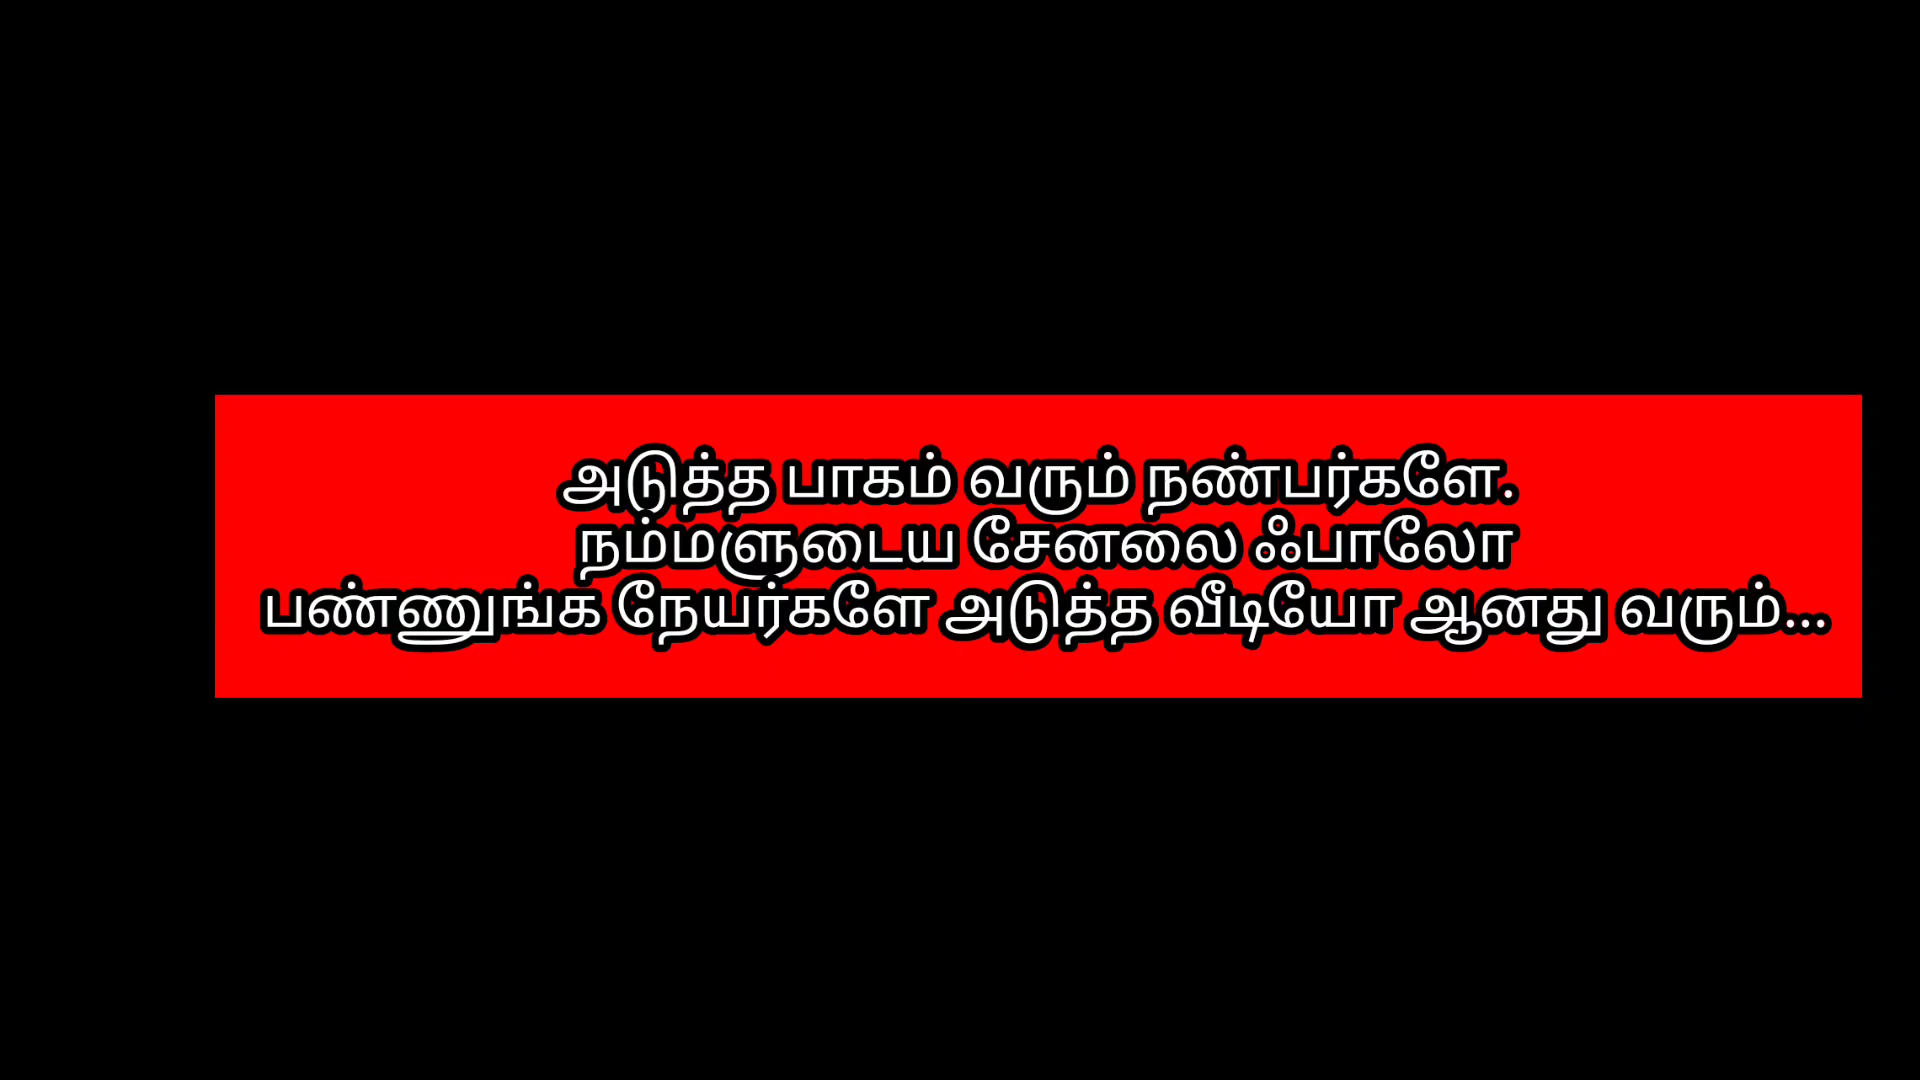 அடுத்த பாகம் வரும் நண்பர்களே.
நம்மளுடைய சேனலை ஃபாலோ
பண்ணுங்க நேயர்களே அடுத்த வீடியோ ஆனது வரும்...